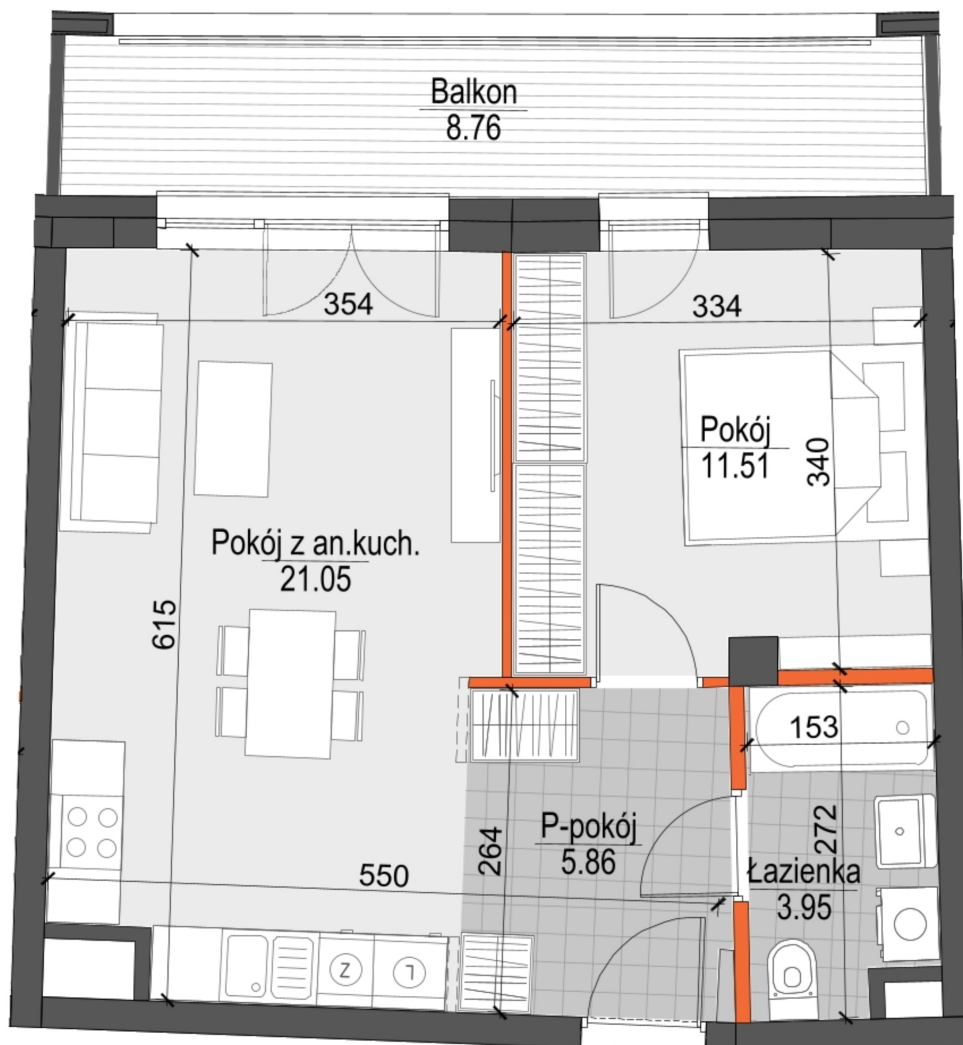 Balkon
8.76
354
334
Pokój
11.51
340
Pokój z an.kuch.
21.05
615
153
P-pokój
5.86
264
272
Łazienka
3.95
550
Z
L